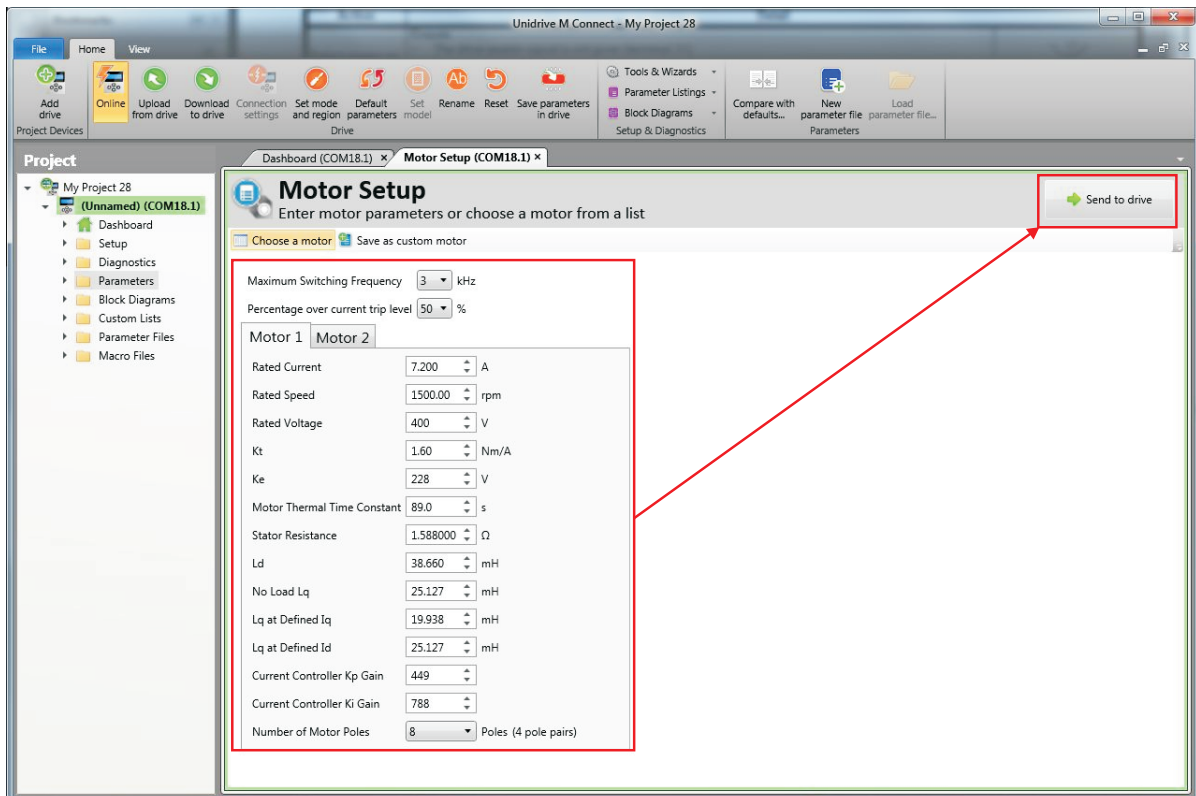 Unidrive M Connect - My Project 28
File Home View
Add drive
Online
Upload from drive
Download to drive
Connection settings
Set mode and region
Default parameters
Set model
Rename
Reset
Save parameters in drive
Tools & Wizards
Parameter Listings
Block Diagrams
Compare with defaults...
New parameter file
Load parameter file...
Project Devices
Drive
Setup & Diagnostics
Parameters
Project
Dashboard (COM18.1) × Motor Setup (COM18.1) ×
My Project 28
(Unnamed) (COM18.1)
Dashboard
Setup
Diagnostics
Parameters
Block Diagrams
Custom Lists
Parameter Files
Macro Files
Motor Setup
Enter motor parameters or choose a motor from a list
Send to drive
Choose a motor Save as custom motor
Maximum Switching Frequency 3 kHz
Percentage over current trip level 50 %
Motor 1 Motor 2
Rated Current 7.200 A
Rated Speed 1500.00 rpm
Rated Voltage 400 V
Kt 1.60 Nm/A
Ke 228 V
Motor Thermal Time Constant 89.0 s
Stator Resistance 1.588000 Ω
Ld 38.660 mH
No Load Lq 25.127 mH
Lq at Defined Iq 19.938 mH
Lq at Defined Id 25.127 mH
Current Controller Kp Gain 449
Current Controller Ki Gain 788
Number of Motor Poles 8 Poles (4 pole pairs)